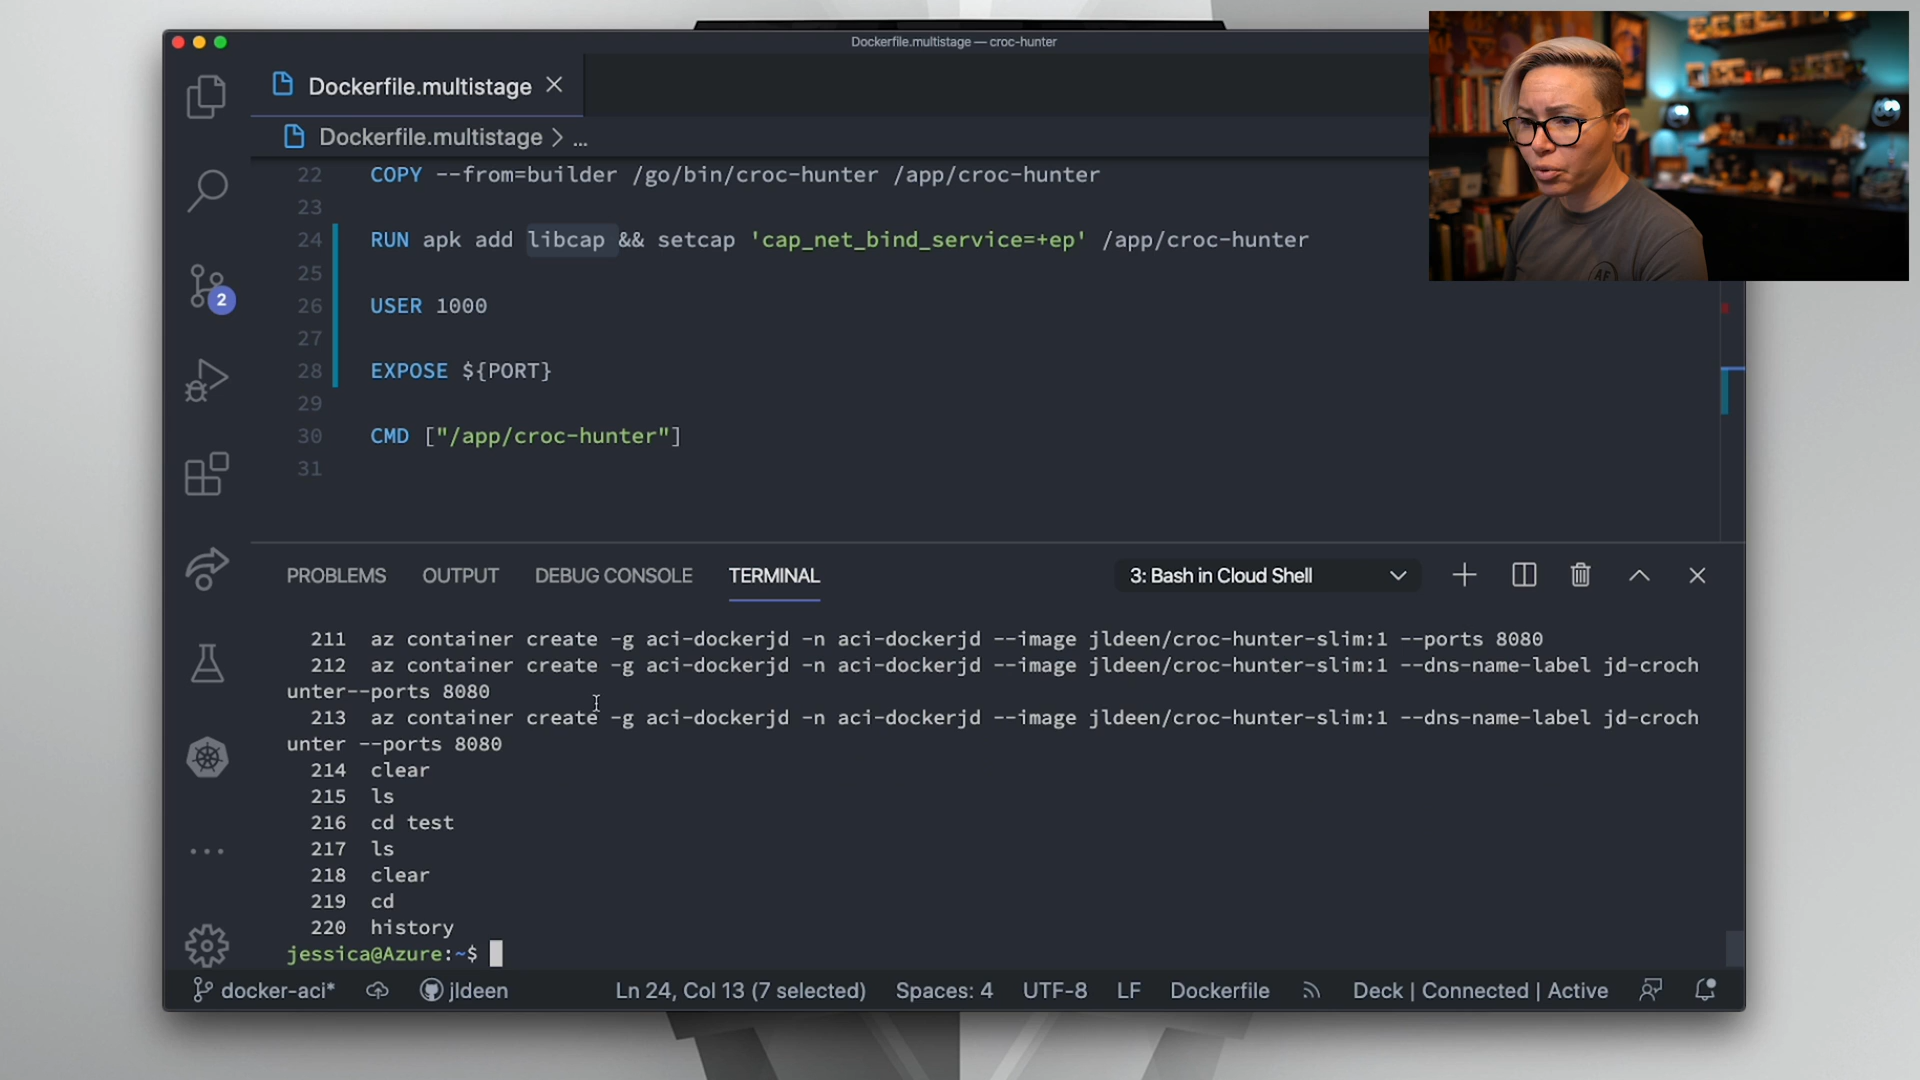 Dockerfile.multistage — croc-hunter
Dockerfile.multistage
Dockerfile.multistage > ...
22 COPY --from=builder /go/bin/croc-hunter /app/croc-hunter
23
24 RUN apk add libcap && setcap 'cap_net_bind_service=+ep' /app/croc-hunter
25
26 USER 1000
27
28 EXPOSE ${PORT}
29
30 CMD ["/app/croc-hunter"]
31
2
PROBLEMS OUTPUT DEBUG CONSOLE TERMINAL 3: Bash in Cloud Shell
211 az container create -g aci-dockerjd -n aci-dockerjd --image jldeen/croc-hunter-slim:1 --ports 8080
212 az container create -g aci-dockerjd -n aci-dockerjd --image jldeen/croc-hunter-slim:1 --dns-name-label jd-croch
unter--ports 8080
213 az container create -g aci-dockerjd -n aci-dockerjd --image jldeen/croc-hunter-slim:1 --dns-name-label jd-croch
unter --ports 8080
214 clear
215 ls
216 cd test
217 ls
218 clear
219 cd
220 history
jessica@Azure:~$
docker-aci* jldeen Ln 24, Col 13 (7 selected) Spaces: 4 UTF-8 LF Dockerfile Deck | Connected | Active